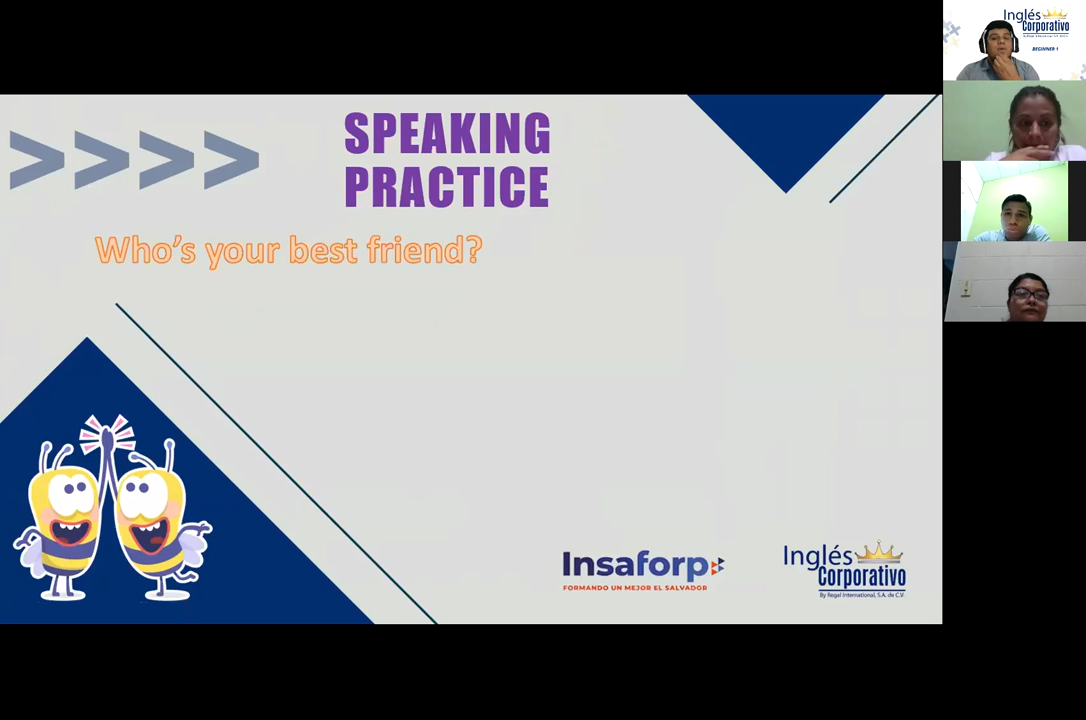 SPEAKING
PRACTICE
Who's your best friend?
Insaforp
FORMANDO UN MEJOR EL SALVADOR
Inglés
Corporativo
By Regal International, S.A. de C.V.
Inglés
Corporativo
BEGINNER 1